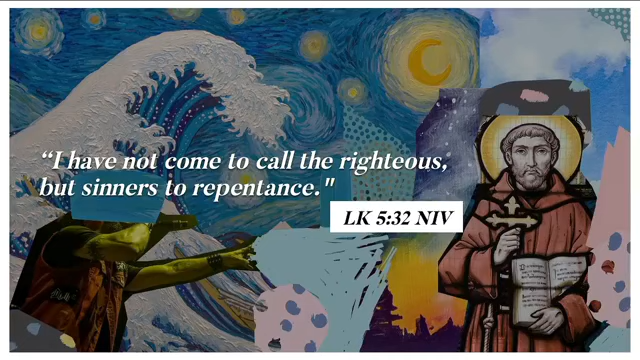 “I have not come to call the righteous,
but sinners to repentance."
LK 5:32 NIV